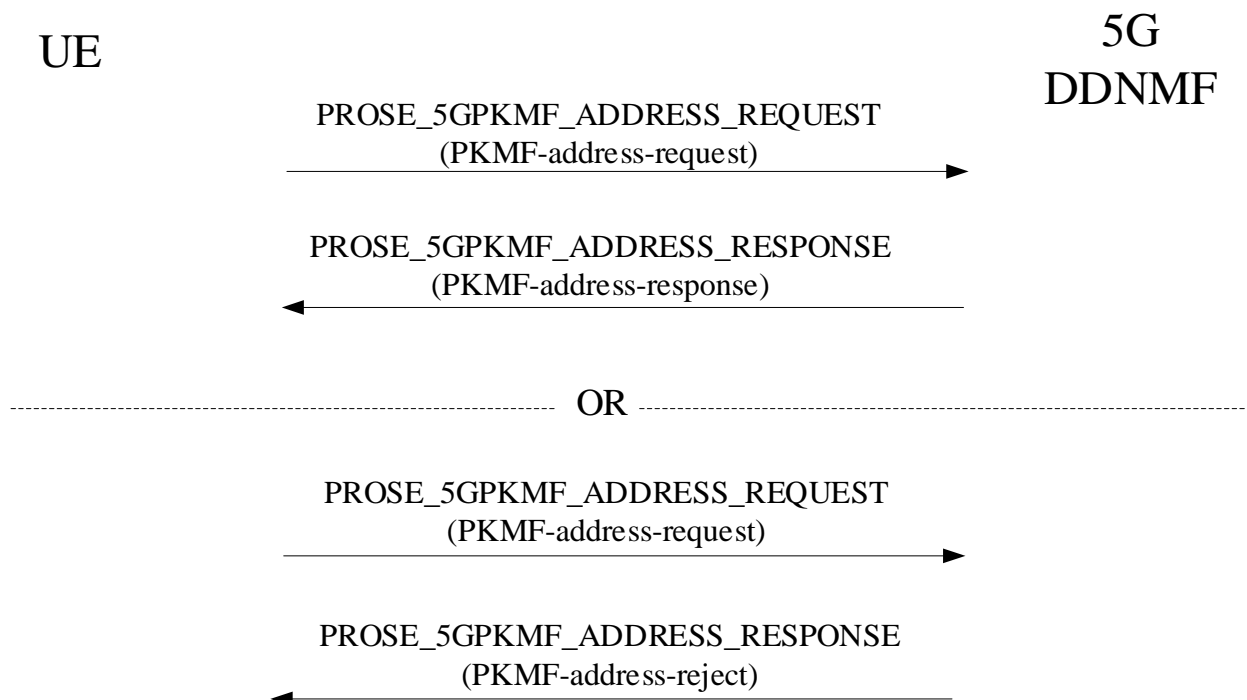 UE
5G
DDNMF
PROSE_5GPKMF_ADDRESS_REQUEST
(PKMF-address-request)
PROSE_5GPKMF_ADDRESS_RESPONSE
(PKMF-address-response)
OR
PROSE_5GPKMF_ADDRESS_REQUEST
(PKMF-address-request)
PROSE_5GPKMF_ADDRESS_RESPONSE
(PKMF-address-reject)